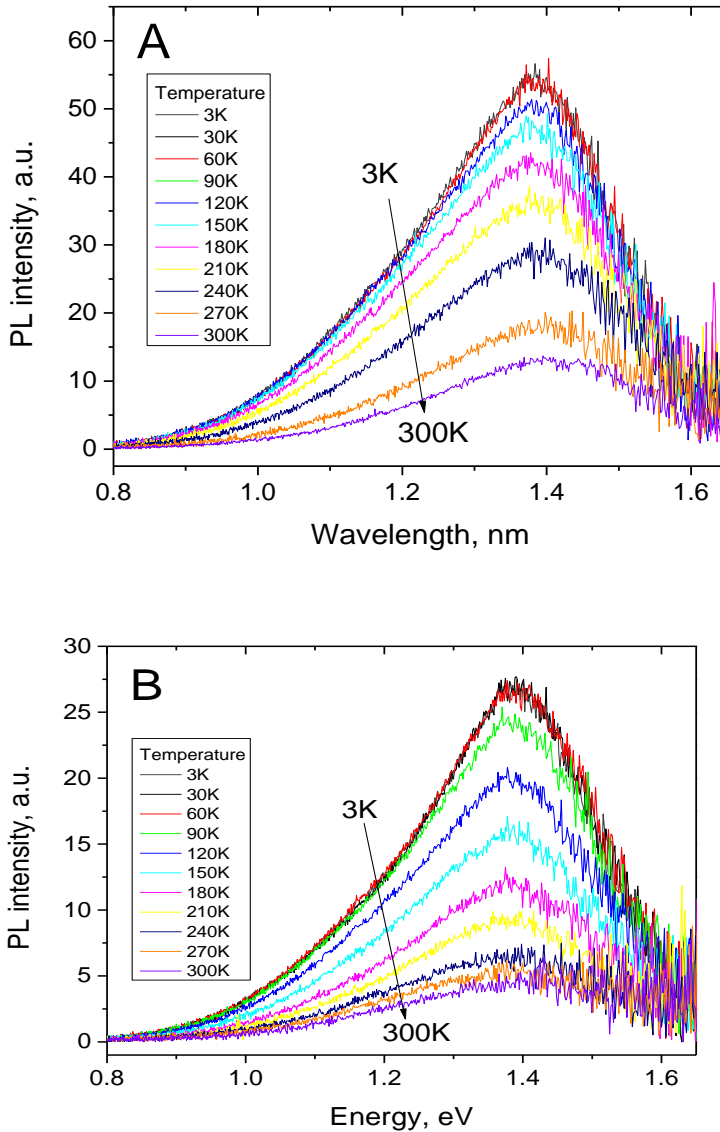 A
Temperature
3K
30K
60K
90K
120K
150K
180K
210K
240K
270K
300K
3K
300K
60
50
40
30
20
10
0
PL intensity, a.u.
0.8 1.0 1.2 1.4 1.6
Wavelength, nm
B
Temperature
3K
30K
60K
90K
120K
150K
180K
210K
240K
270K
300K
3K
300K
30
25
20
15
10
5
0
PL intensity, a.u.
0.8 1.0 1.2 1.4 1.6
Energy, eV